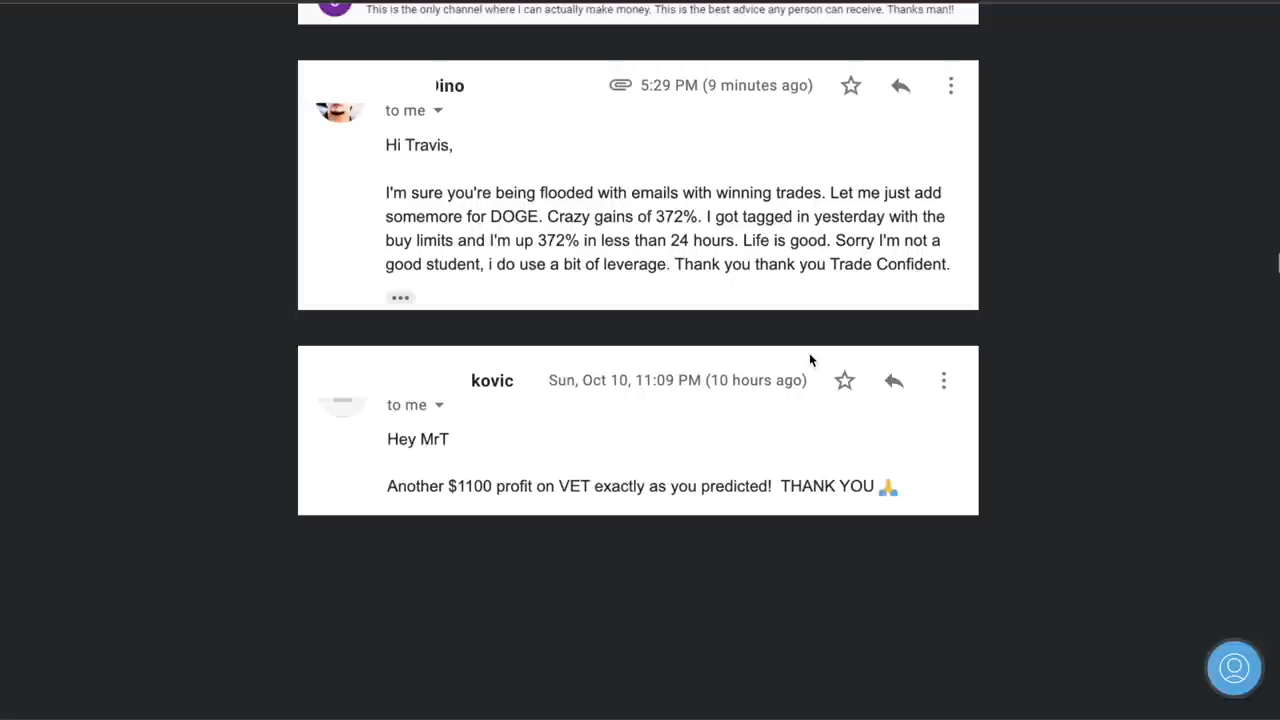 This is the only channel where I can actually make money. This is the best advice any person can receive. Thanks man!!
ino 5:29 PM (9 minutes ago)
to me
Hi Travis,
I'm sure you're being flooded with emails with winning trades. Let me just add
somemore for DOGE. Crazy gains of 372%. I got tagged in yesterday with the
buy limits and I'm up 372% in less than 24 hours. Life is good. Sorry I'm not a
good student, i do use a bit of leverage. Thank you thank you Trade Confident.
kovic Sun, Oct 10, 11:09 PM (10 hours ago)
to me
Hey MrT
Another $1100 profit on VET exactly as you predicted! THANK YOU 🙏